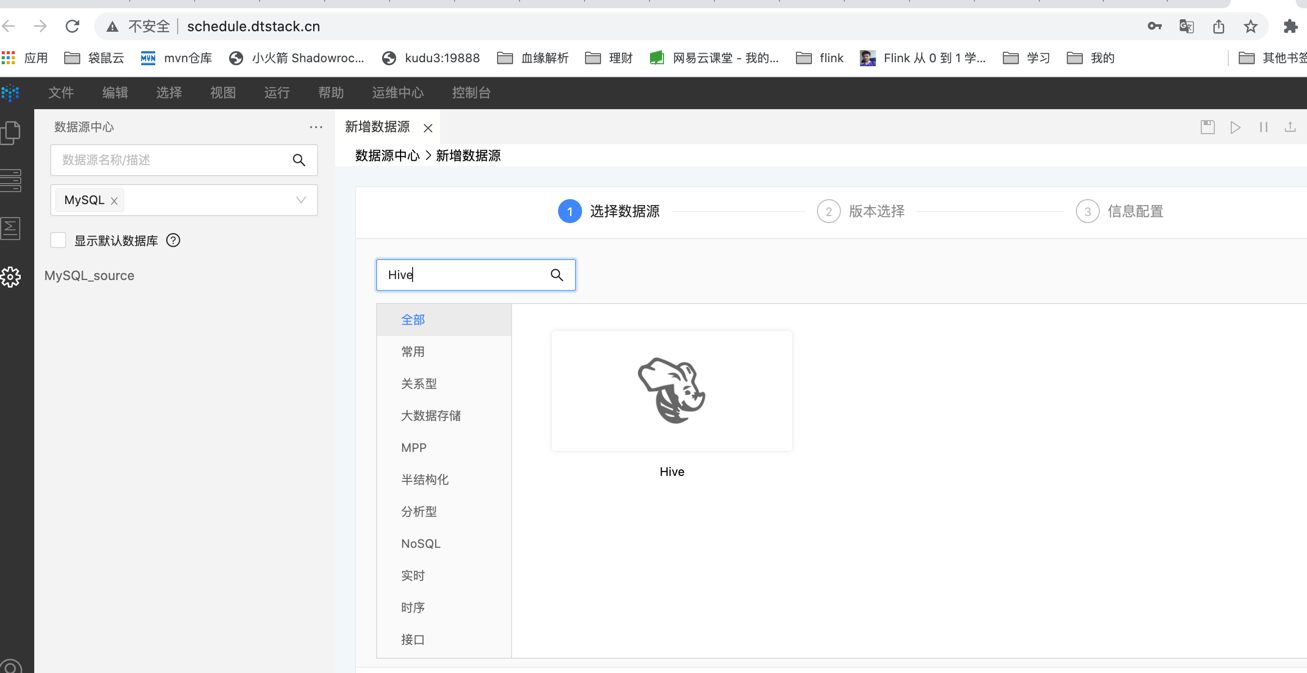 不安全 schedule.dtstack.cn
应用 袋鼠云 mvn仓库 小火箭 Shadowroc... kudu3:19888 血缘解析 理财 网易云课堂 - 我的... flink Flink 从 0 到 1 学... 学习 我的 其他书签
文件 编辑 选择 视图 运行 帮助 运维中心 控制台
数据源中心
数据源名称/描述
MySQL
显示默认数据库
MySQL_source
新增数据源
数据源中心 > 新增数据源
1 选择数据源 2 版本选择 3 信息配置
Hive
全部
常用
关系型
大数据存储
MPP
半结构化
分析型
NoSQL
实时
时序
接口
Hive